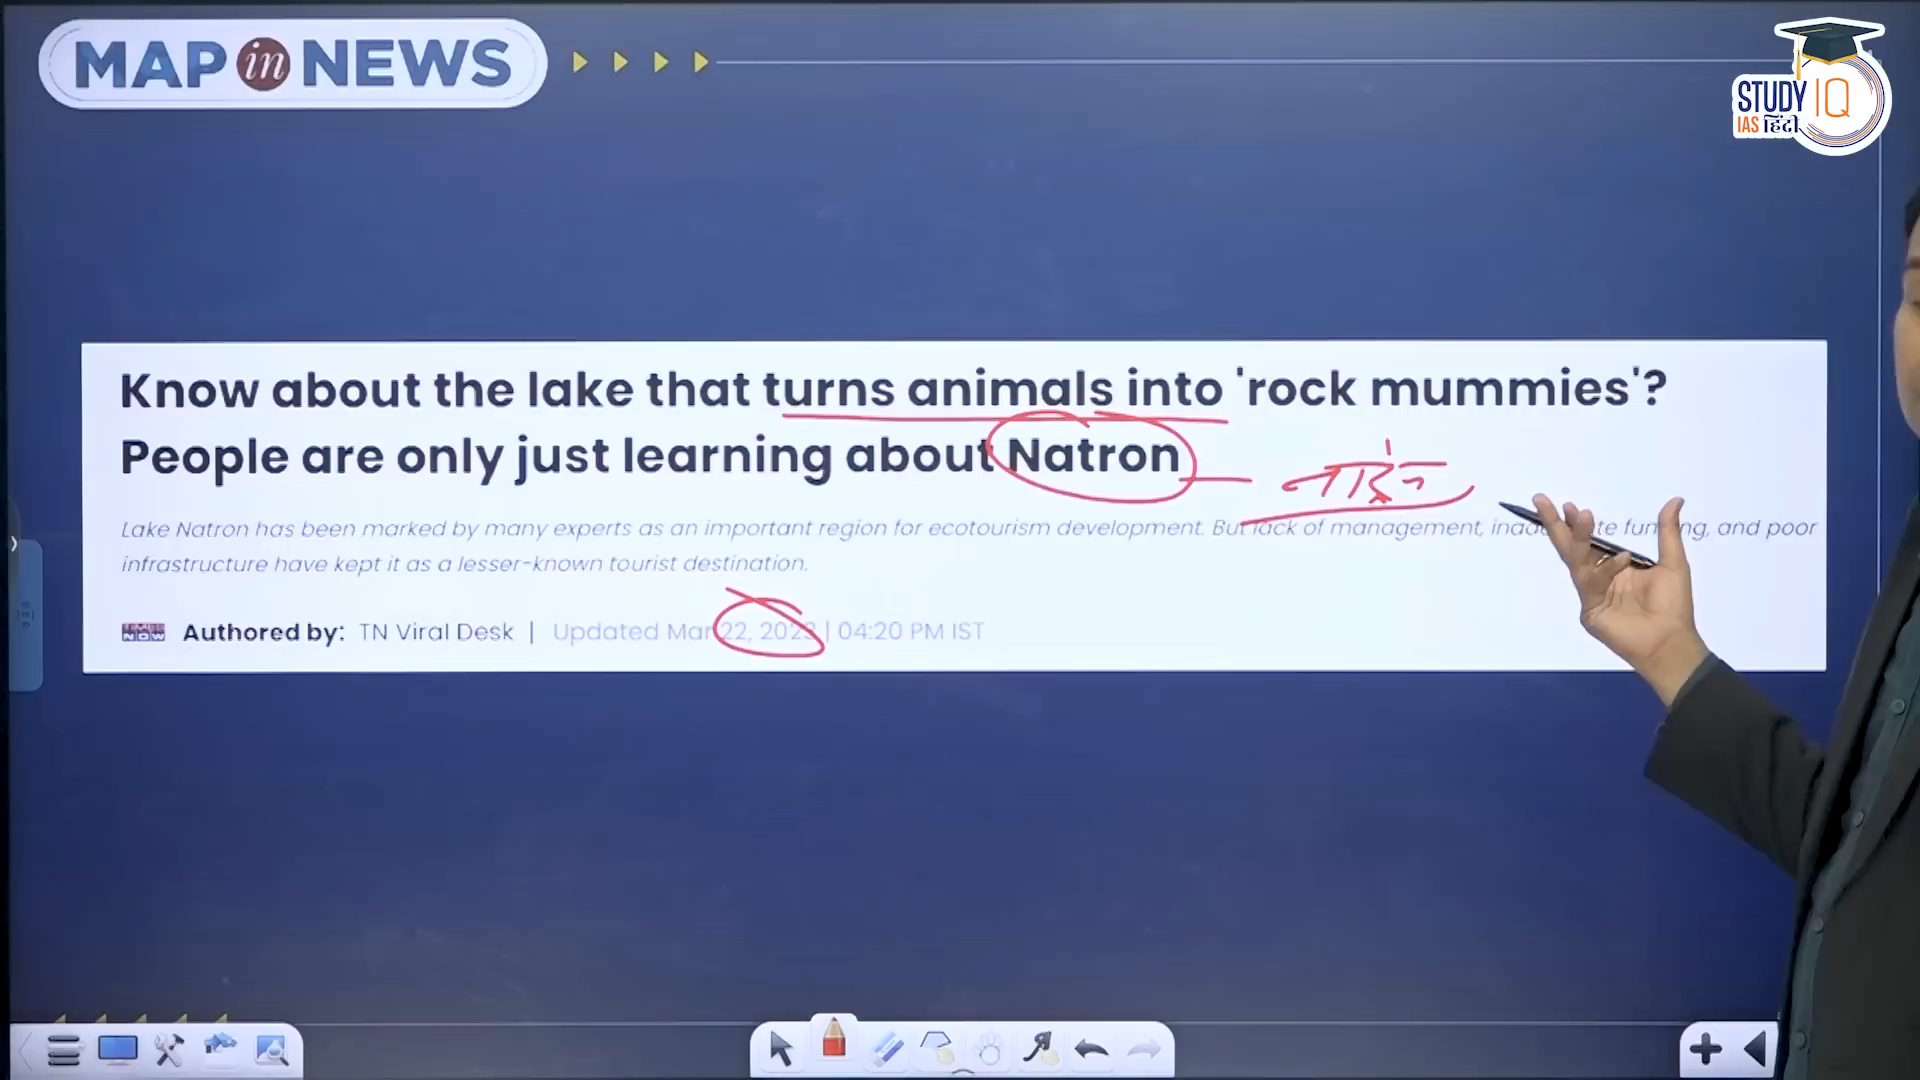 MAP in NEWS
STUDY IQ
IAS हिंदी
Know about the lake that turns animals into 'rock mummies'?
People are only just learning about Natron
Lake Natron has been marked by many experts as an important region for ecotourism development. But lack of management, and poor
infrastructure have kept it as a lesser-known tourist destination.
TIMES NOW Authored by: TN Viral Desk | Updated Mar 22, 2023 | 04:20 PM IST